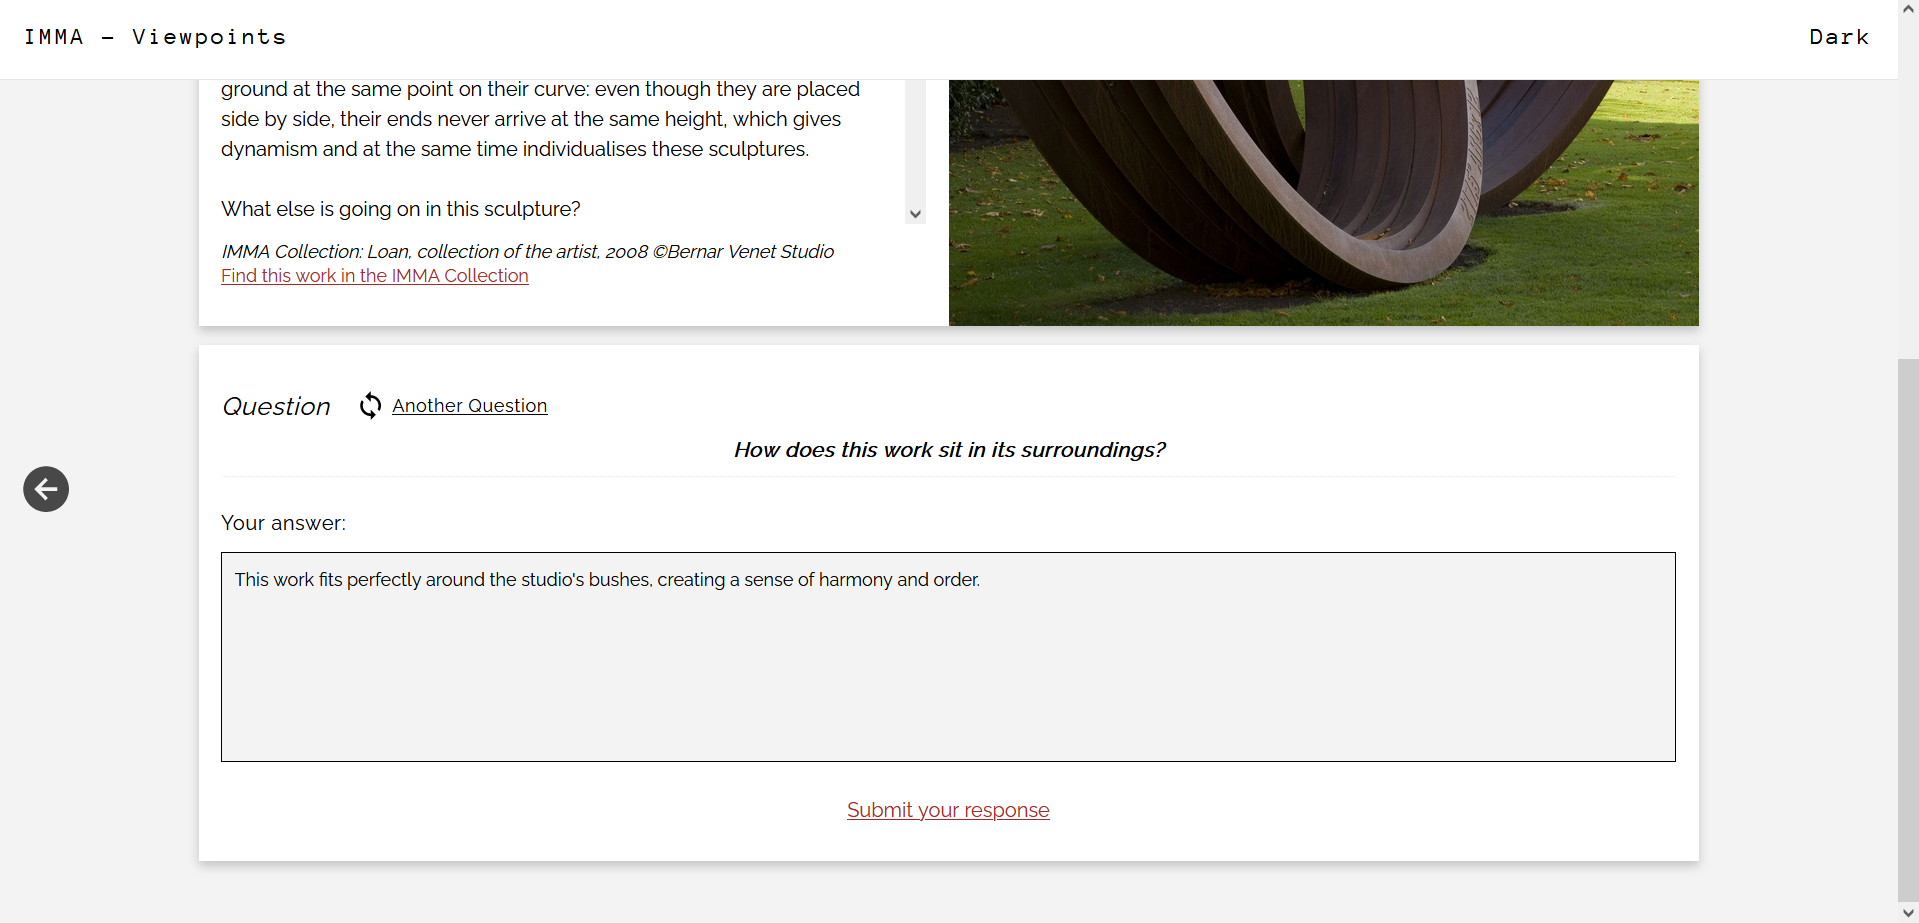 IMMA – Viewpoints
Dark
ground at the same point on their curve: even though they are placed
side by side, their ends never arrive at the same height, which gives
dynamism and at the same time individualises these sculptures.
What else is going on in this sculpture?
IMMA Collection: Loan, collection of the artist, 2008 ©Bernar Venet Studio
Find this work in the IMMA Collection
Question
Another Question
How does this work sit in its surroundings?
Your answer:
This work fits perfectly around the studio's bushes, creating a sense of harmony and order.
Submit your response